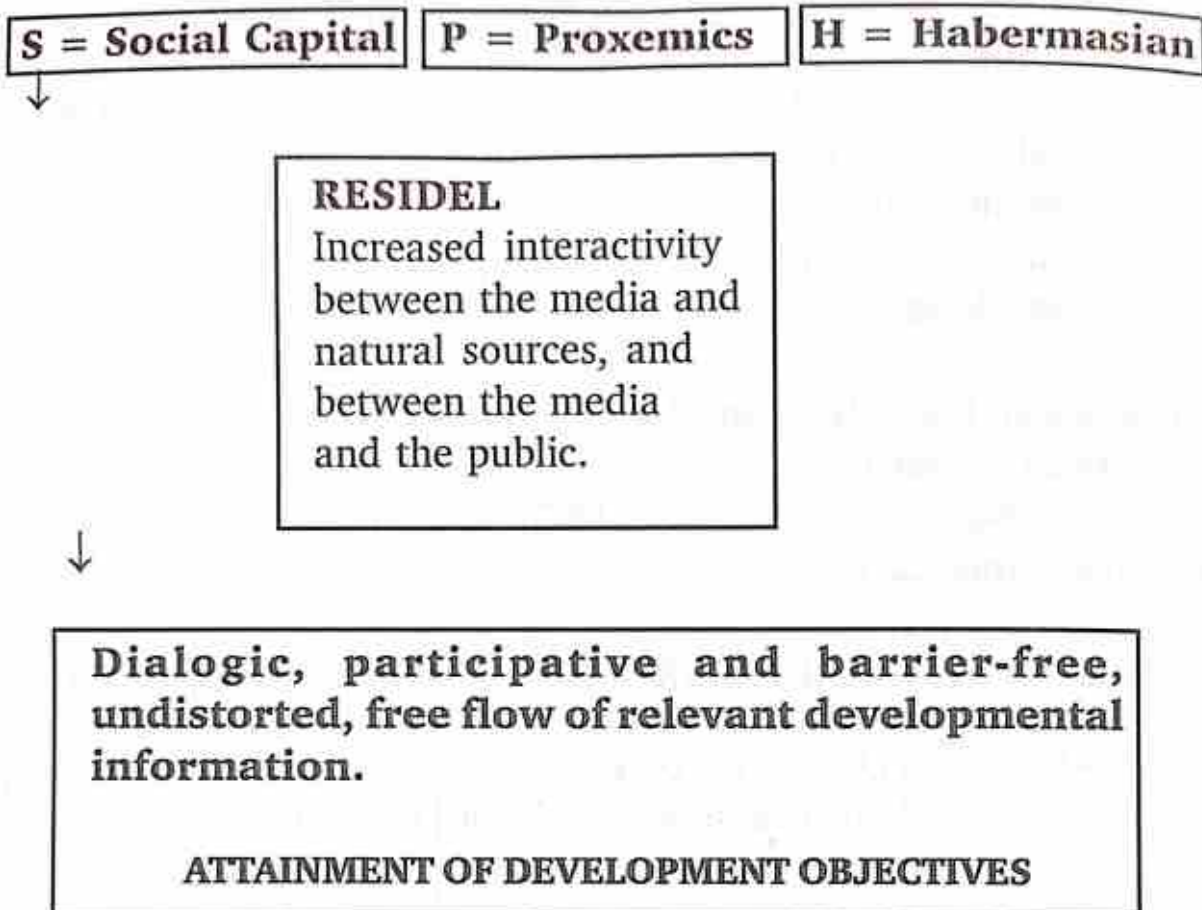 S = Social Capital P = Proxemics H = Habermasian
RESIDEL
Increased interactivity
between the media and
natural sources, and
between the media
and the public.
Dialogic, participative and barrier-free,
undistorted, free flow of relevant developmental
information.
ATTAINMENT OF DEVELOPMENT OBJECTIVES